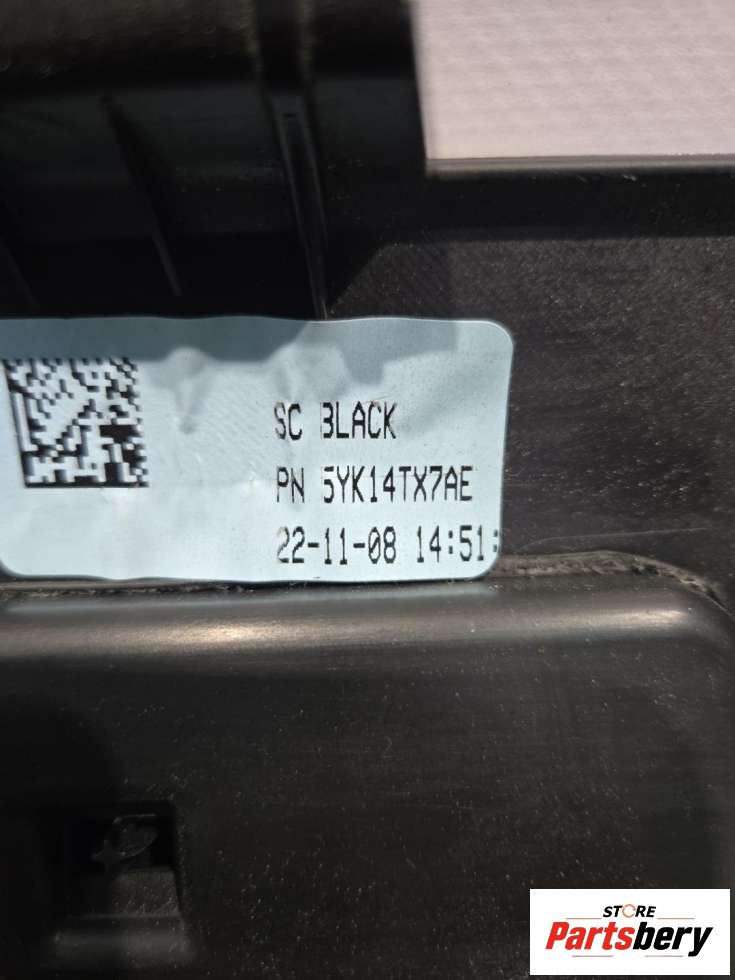 SC BLACK
PN 5YK14TX7AE
22-11-08 14:51:
STORE
Partsbery